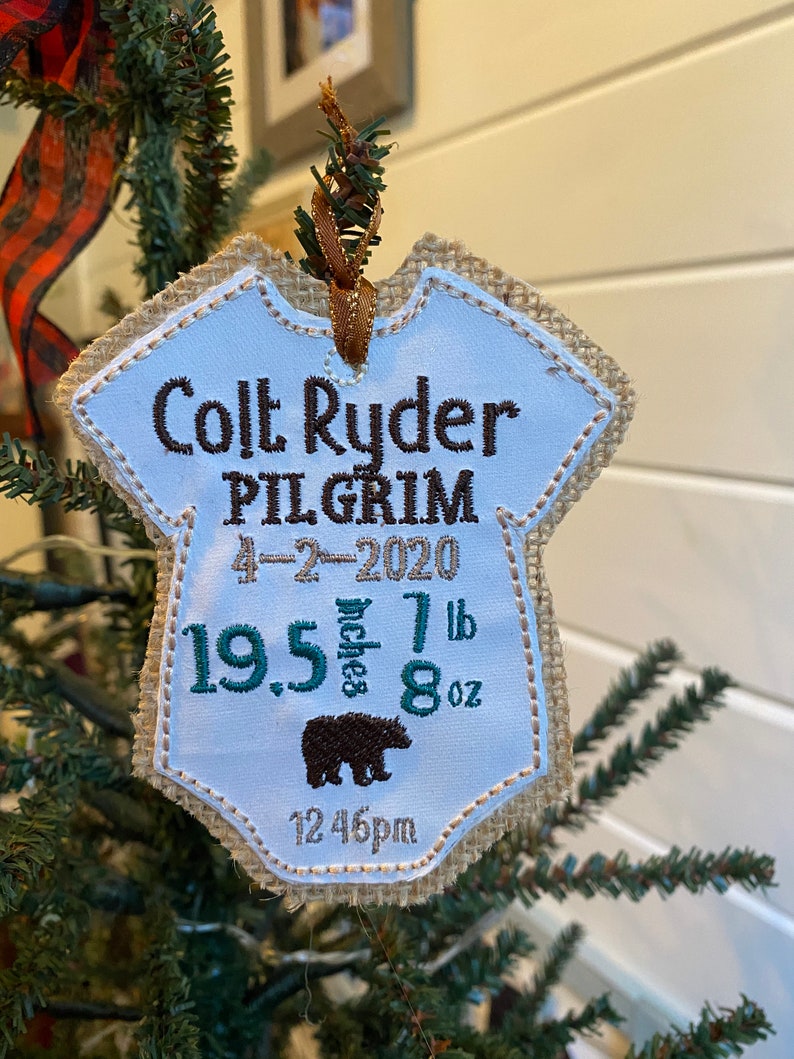 Colt Ryder
PILGRIM
4-2-2020
19.5 inches 7 lb
8 oz
12 46pm